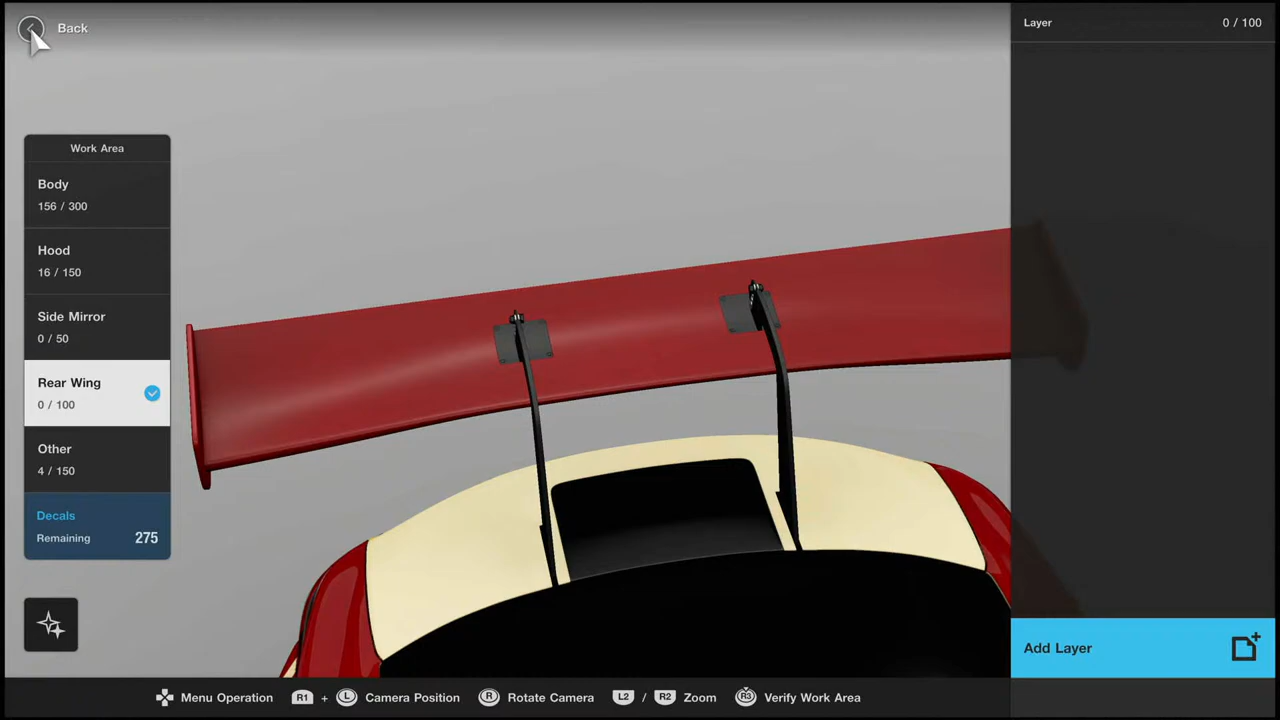 Back
Layer 0 / 100
Work Area
Body
156 / 300
Hood
16 / 150
Side Mirror
0 / 50
Rear Wing
0 / 100
Other
4 / 150
Decals
Remaining 275
Add Layer
Menu Operation R1 + L Camera Position R Rotate Camera L2 / R2 Zoom R3 Verify Work Area